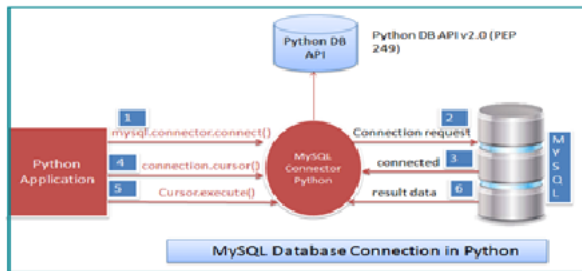 Python DB
API
Python DB API v2.0 (PEP
249)
1
mysql.connector.connect()
2
Connection request
Python
Application
4
connection.cursor()
MySQL
Connector
Python
connected
3
5
Cursor.execute()
result data
6
MYSQL
MySQL Database Connection in Python